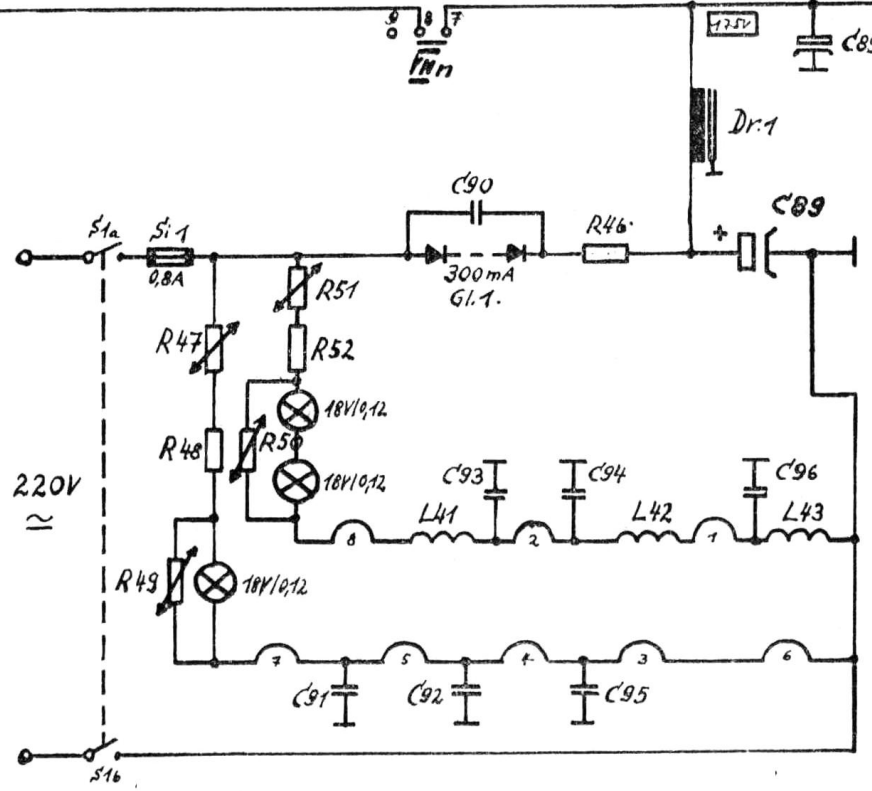 9 8 7
175V
C89
Dr.1
C90
C89
S1a
Si1
R46
+
0,8A
300mA
Gl.1.
R51
R47
R52
18V/0,12
R50
R48
18V/0,12
C93
C94
C96
220V
≈
L41
L42
L43
8
2
1
R49
18V/0,12
7
5
4
3
6
C91
C92
C95
S1b